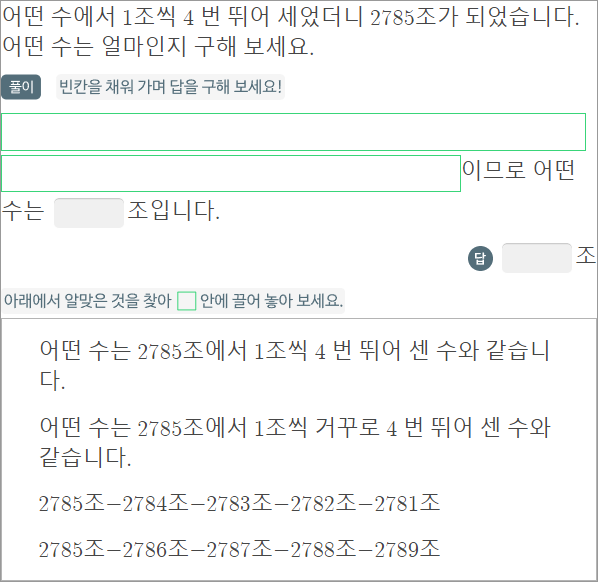 어떤 수에서 1조씩 4 번 뛰어 세었더니 2785조가 되었습니다.
어떤 수는 얼마인지 구해 보세요.
풀이 빈칸을 채워 가며 답을 구해 보세요!
이므로 어떤
수는 조입니다.
답 조
아래에서 알맞은 것을 찾아 안에 끌어 놓아 보세요.
어떤 수는 2785조에서 1조씩 4 번 뛰어 센 수와 같습니
다.
어떤 수는 2785조에서 1조씩 거꾸로 4 번 뛰어 센 수와
같습니다.
2785조−2784조−2783조−2782조−2781조
2785조−2786조−2787조−2788조−2789조